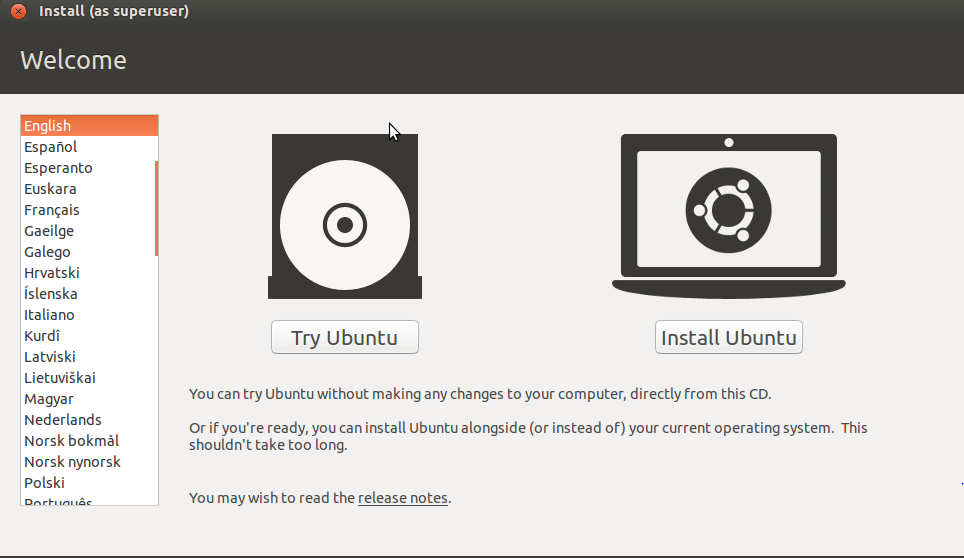 Install (as superuser)
Welcome
English
Español
Esperanto
Euskara
Français
Gaeilge
Galego
Hrvatski
Íslenska
Italiano
Kurdî
Latviski
Lietuviškai
Magyar
Nederlands
Norsk bokmål
Norsk nynorsk
Polski
Português
Try Ubuntu
Install Ubuntu
You can try Ubuntu without making any changes to your computer, directly from this CD.
Or if you're ready, you can install Ubuntu alongside (or instead of) your current operating system.  This
shouldn't take too long.
You may wish to read the release notes.